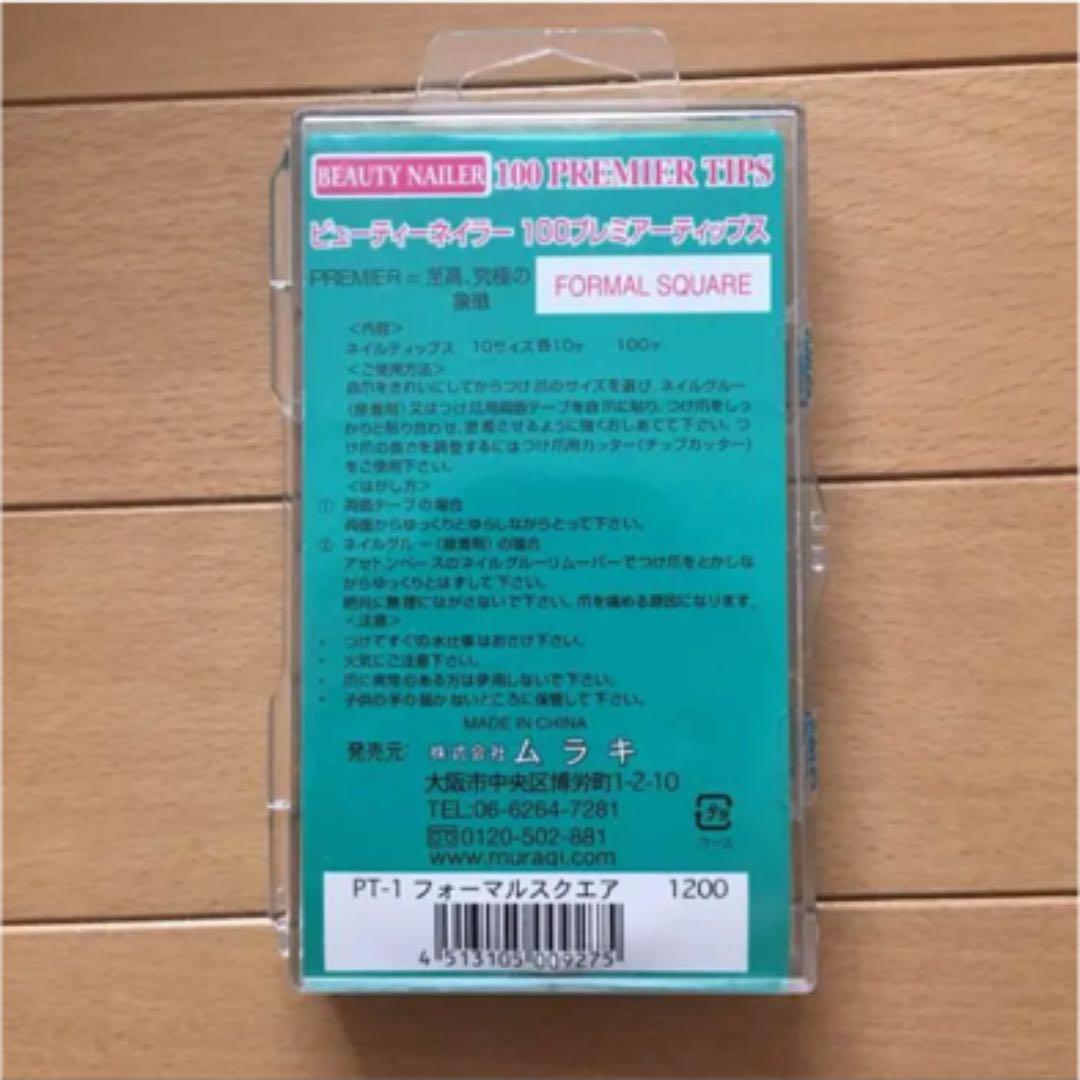 BEAUTY NAILER 100 PREMIER TIPS
ビューティーネイラー 100プレミアーティップス
PREMIER = 至高、究極の
象徴
FORMAL SQUARE
<内容>
ネイルティップス 10サイズ各10ヶ 100ヶ
<ご使用方法>
自爪をきれいにしてからつけ爪のサイズを選び、ネイルグルー
(接着剤)又はつけ爪用両面テープを自爪に貼り、つけ爪をしっ
かりと貼り合わせ、密着させるように強くおしあてて下さい。つ
け爪の長さを調整するにはつけ爪用カッター(チップカッター)
をご使用下さい。
<はがし方>
① 両面テープの場合
両面からゆっくりとゆらしながらとって下さい。
② ネイルグルー(接着剤)の場合
アセトンベースのネイルグルーリムーバーでつけ爪をとかしな
がらゆっくりとはずして下さい。
絶対に無理にはがさないで下さい。爪を痛める原因になります。
<注意>
・ つけてすぐの水仕事はおさけ下さい。
・ 火気にご注意下さい。
・ 爪に異常のある方は使用しないで下さい。
・ 子供の手の届かないところに保管して下さい。
MADE IN CHINA
発売元: 株式会社 ムラキ
大阪市中央区博労町1-2-10
TEL:06-6264-7281
0120-502-881
www.muraqi.com
プラ
ケース
PT-1 フォーマルスクエア 1200
4 513105 009275